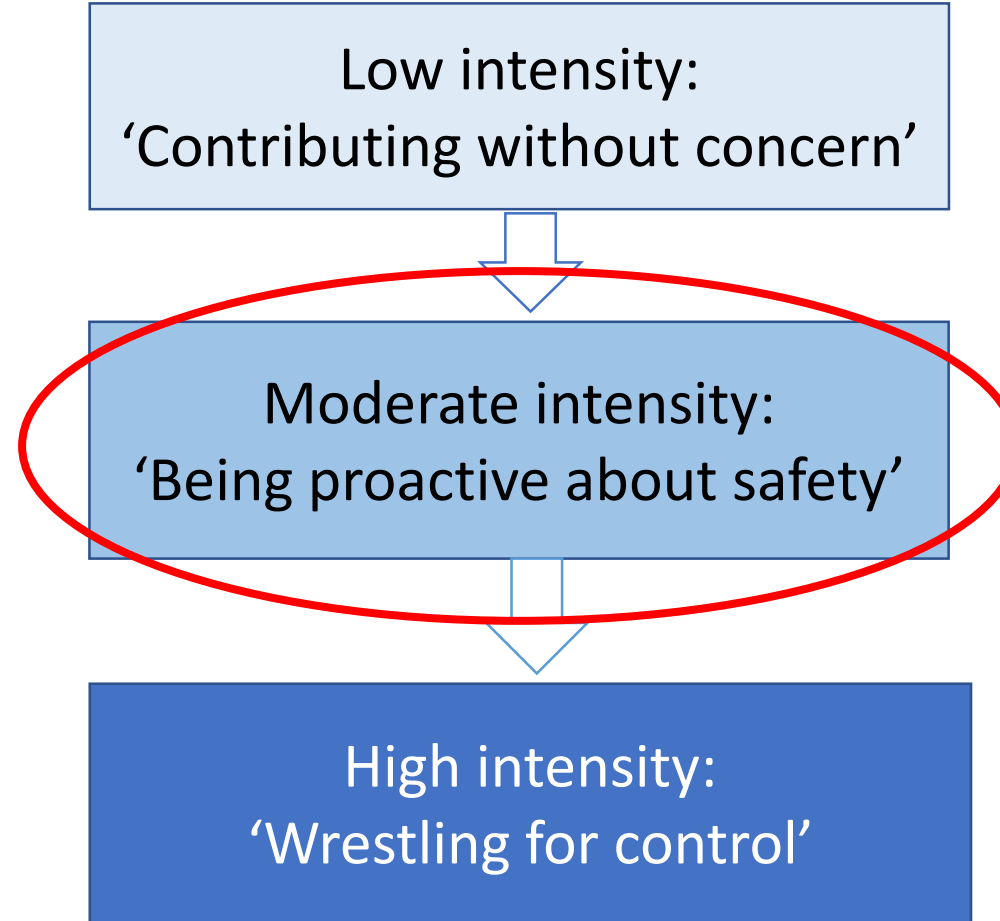 Low intensity:
‘Contributing without concern’
Moderate intensity:
‘Being proactive about safety’
High intensity:
‘Wrestling for control’